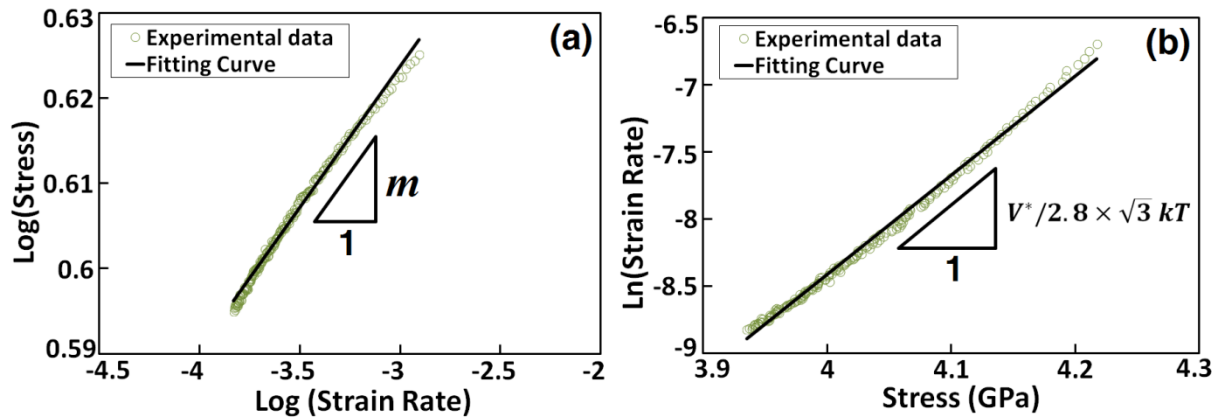 (a)
Experimental data
Fitting Curve
Log(Stress)
0.63
0.62
0.61
0.6
0.59
m
1
-4.5
-4
-3.5
-3
-2.5
-2
Log (Strain Rate)
(b)
Experimental data
Fitting Curve
Ln(Strain Rate)
-6.5
-7
-7.5
-8
-8.5
-9
V*/2.8 × √3 kT
1
3.9
4
4.1
4.2
4.3
Stress (GPa)